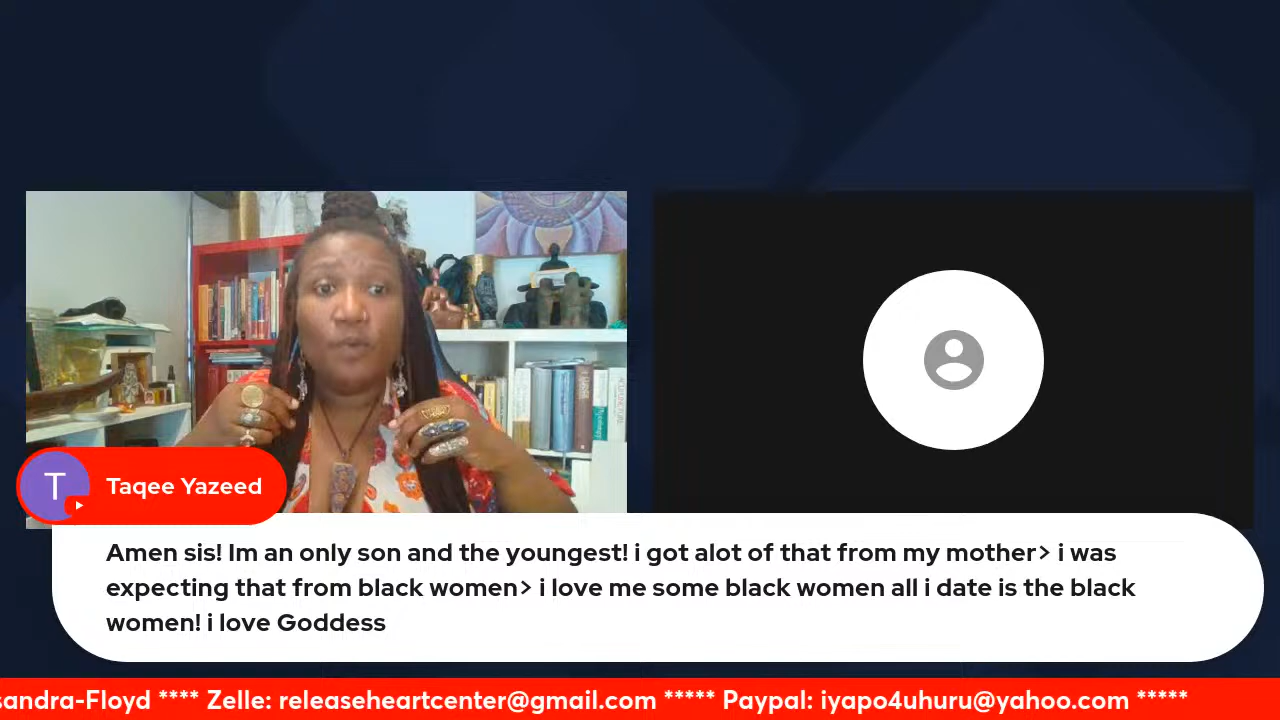 T
Taqee Yazeed
Amen sis! Im an only son and the youngest! i got alot of that from my mother> i was
expecting that from black women> i love me some black women all i date is the black
women! i love Goddess
sandra-Floyd **** Zelle: releaseheartcenter@gmail.com ***** Paypal: iyapo4uhuru@yahoo.com *****